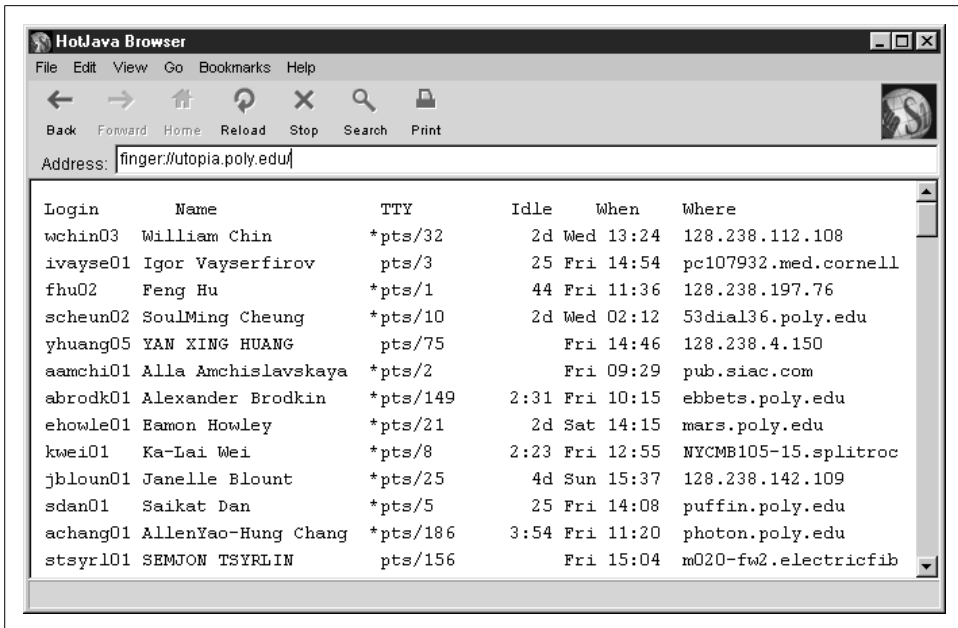 HotJava Browser
File Edit View Go Bookmarks Help
Back Forward Home Reload Stop Search Print
Address: finger://utopia.poly.edu/
Login Name TTY Idle When Where
wchin03 William Chin *pts/32 2d Wed 13:24 128.238.112.108
ivayse01 Igor Vayserfirov pts/3 25 Fri 14:54 pc107932.med.cornell
fhu02 Feng Hu *pts/1 44 Fri 11:36 128.238.197.76
scheun02 SoulMing Cheung *pts/10 2d Wed 02:12 53dial36.poly.edu
yhuang05 YAN XING HUANG pts/75 Fri 14:46 128.238.4.150
aamchi01 Alla Amchislavskaya *pts/2 Fri 09:29 pub.siac.com
abrodk01 Alexander Brodkin *pts/149 2:31 Fri 10:15 ebbets.poly.edu
ehowle01 Eamon Howley *pts/21 2d Sat 14:15 mars.poly.edu
kwei01 Ka-Lai Wei *pts/8 2:23 Fri 12:55 NYCMB105-15.splitroc
jbloun01 Janelle Blount *pts/25 4d Sun 15:37 128.238.142.109
sdan01 Saikat Dan *pts/5 25 Fri 14:08 puffin.poly.edu
achang01 AllenYao-Hung Chang *pts/186 3:54 Fri 11:20 photon.poly.edu
stsyrl01 SEMJON TSYRLIN pts/156 Fri 15:04 m020-fw2.electricfib